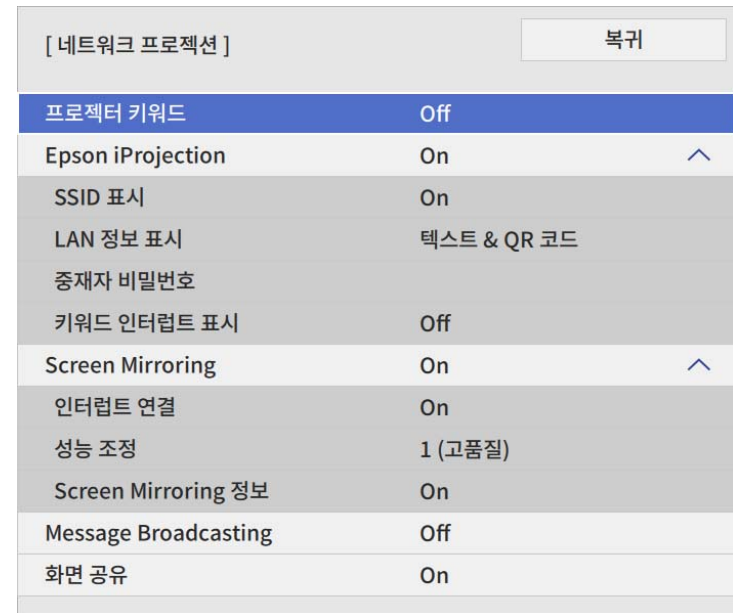 [ 네트워크 프로젝션 ] 복귀
프로젝터 키워드 Off
Epson iProjection On
SSID 표시 On
LAN 정보 표시 텍스트 & QR 코드
중재자 비밀번호
키워드 인터럽트 표시 Off
Screen Mirroring On
인터럽트 연결 On
성능 조정 1 (고품질)
Screen Mirroring 정보 On
Message Broadcasting Off
화면 공유 On